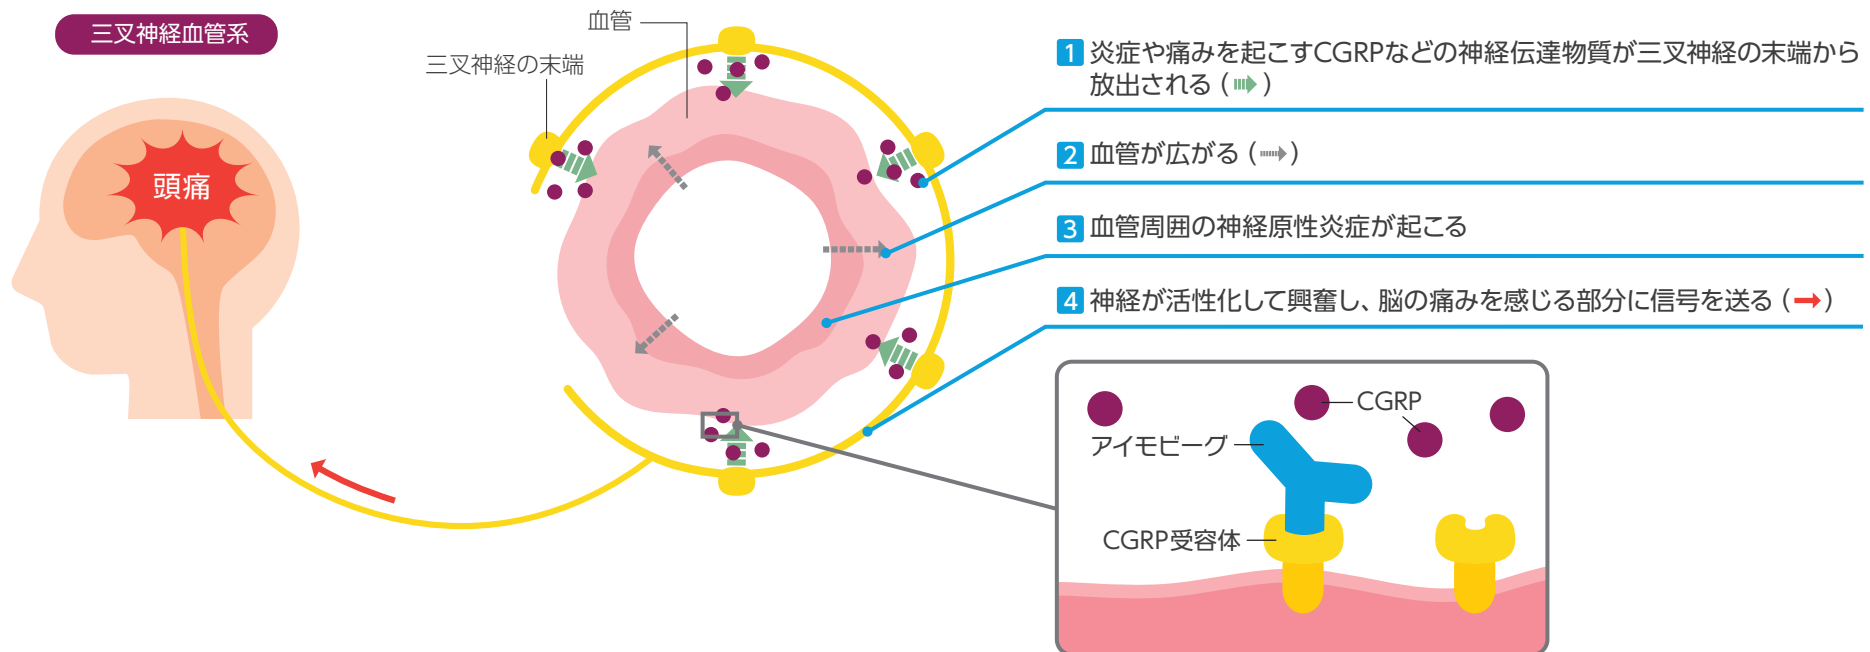 三叉神経血管系
血管
三叉神経の末端
頭痛
1 炎症や痛みを起こすCGRPなどの神経伝達物質が三叉神経の末端から
放出される（ ）
2 血管が広がる（ ）
3 血管周囲の神経原性炎症が起こる
4 神経が活性化して興奮し、脳の痛みを感じる部分に信号を送る（→）
CGRP
アイモビーグ
CGRP受容体